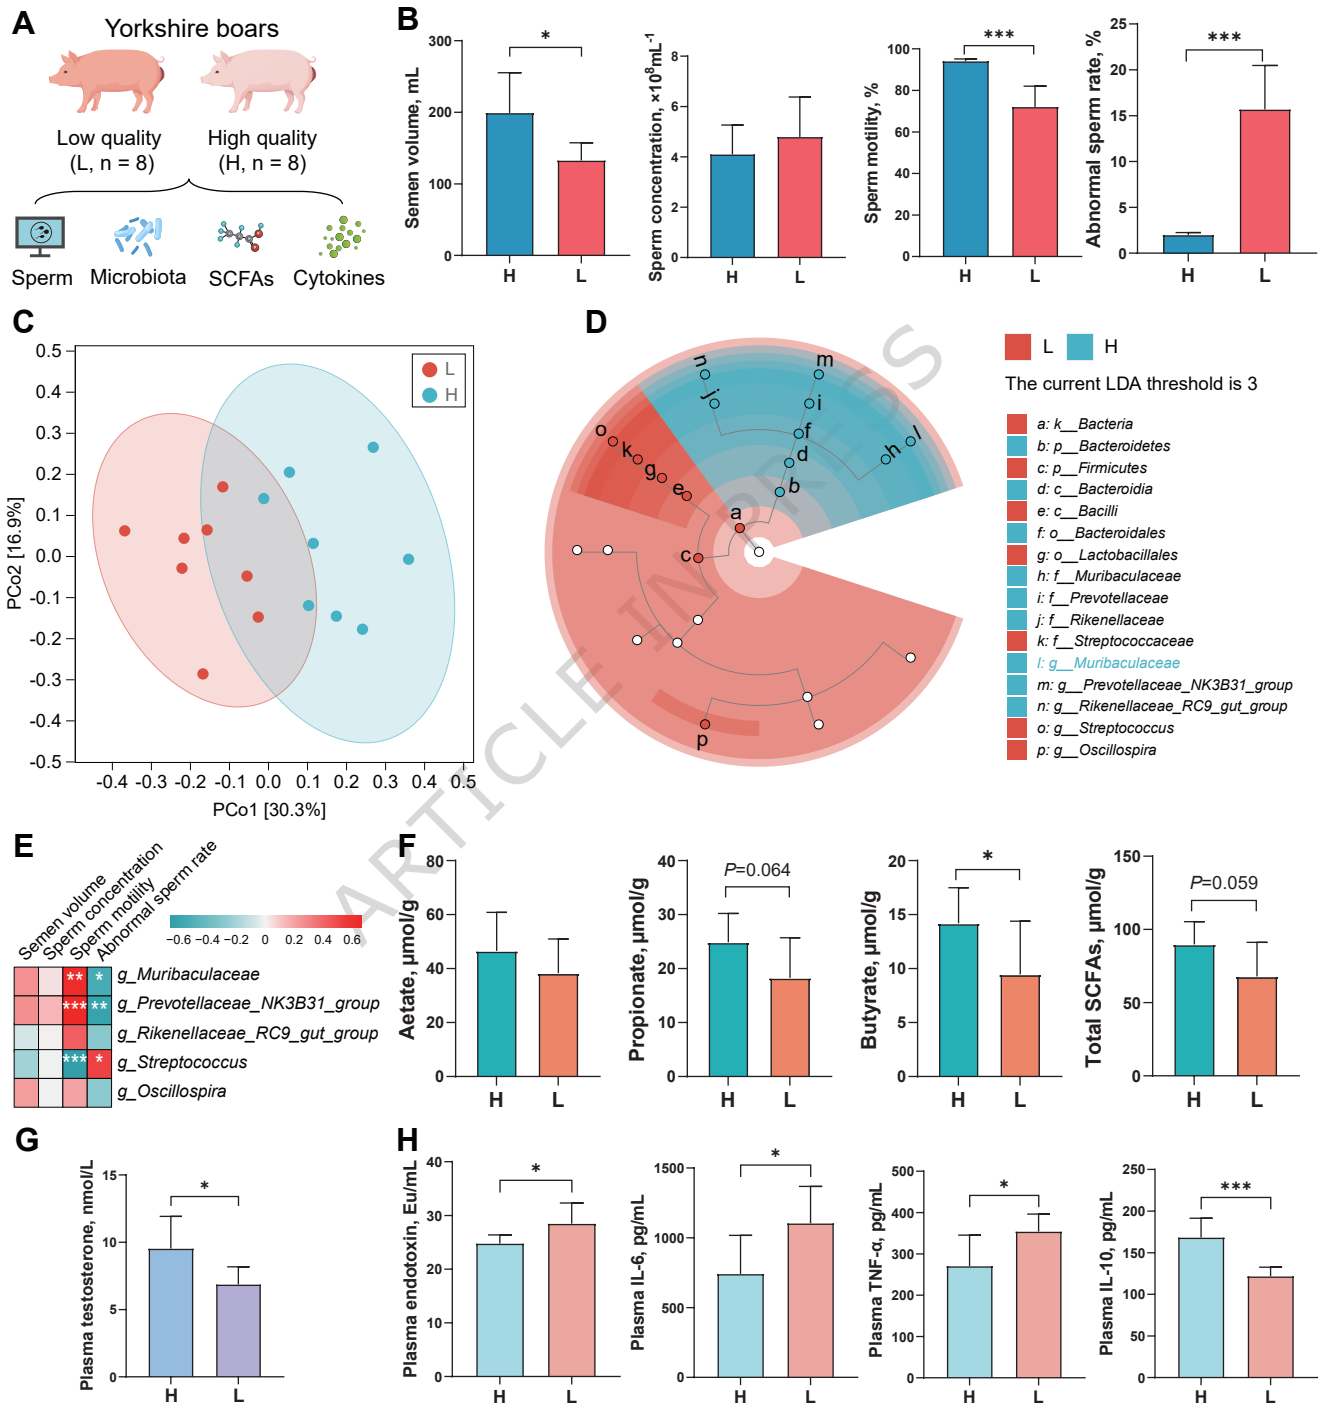 A
Yorkshire boars
Low quality
(L, n = 8)
High quality
(H, n = 8)
Sperm
Microbiota
SCFAs
Cytokines
B
Semen volume, mL
300
200
100
0
*
H
L
Sperm concentration, ×10⁸mL⁻¹
8
6
4
2
0
H
L
Sperm motility, %
100
80
60
40
20
0
***
H
L
Abnormal sperm rate, %
25
20
15
10
5
0
***
H
L
C
PCo2 [16.9%]
0.5
0.4
0.3
0.2
0.1
0.0
-0.1
-0.2
-0.3
-0.4
-0.5
L
H
-0.4 -0.3 -0.2 -0.1 0.0 0.1 0.2 0.3 0.4 0.5
PCo1 [30.3%]
D
n
m
j
i
o
k
f
l
h
g
d
e
b
a
c
p
L
H
The current LDA threshold is 3
a: k__Bacteria
b: p__Bacteroidetes
c: p__Firmicutes
d: c__Bacteroidia
e: c__Bacilli
f: o__Bacteroidales
g: o__Lactobacillales
h: f__Muribaculaceae
i: f__Prevotellaceae
j: f__Rikenellaceae
k: f__Streptococcaceae
l: g__Muribaculaceae
m: g__Prevotellaceae_NK3B31_group
n: g__Rikenellaceae_RC9_gut_group
o: g__Streptococcus
p: g__Oscillospira
ARTICLE IN PRESS
E
Semen volume
Sperm concentration
Sperm motility
Abnormal sperm rate
−0.6 −0.2 0 0.2 0.4 0.6
** * g_Muribaculaceae
*** ** g_Prevotellaceae_NK3B31_group
g_Rikenellaceae_RC9_gut_group
*** * g_Streptococcus
g_Oscillospira
F
Aetate, μmol/g
80
60
40
20
0
H
L
Propionate, μmol/g
40
30
20
10
0
P=0.064
H
L
Butyrate, μmol/g
20
15
10
5
0
*
H
L
Total SCFAs, μmol/g
150
100
50
0
P=0.059
H
L
G
Plasma testosterone, nmol/L
15
10
5
0
*
H
L
H
Plasma endotoxin, Eu/mL
40
30
20
10
0
*
H
L
Plasma IL-6, pg/mL
1500
1000
500
0
*
H
L
Plasma TNF-α, pg/mL
500
400
300
200
100
0
*
H
L
Plasma IL-10, pg/mL
250
200
150
100
50
0
***
H
L